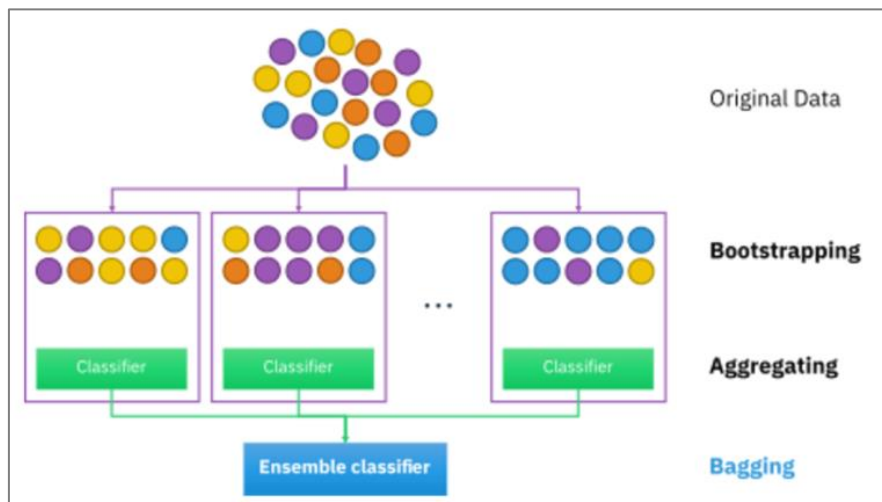 Original Data
Bootstrapping
...
Classifier Classifier Classifier Aggregating
Ensemble classifier Bagging